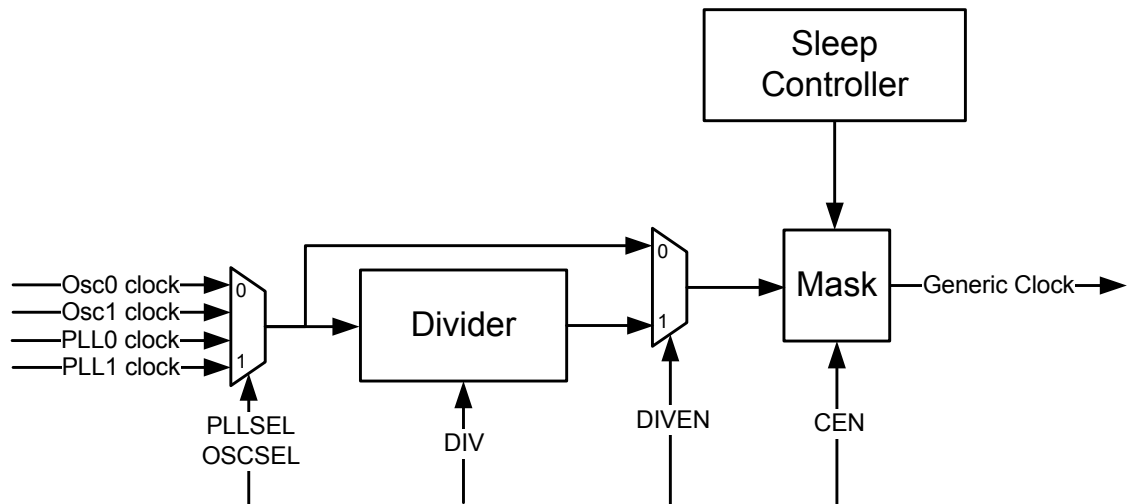 Sleep
Controller
Osc0 clock
Osc1 clock
PLL0 clock
PLL1 clock
0
1
PLLSEL
OSCSEL
Divider
DIV
0
1
DIVEN
Mask
CEN
Generic Clock